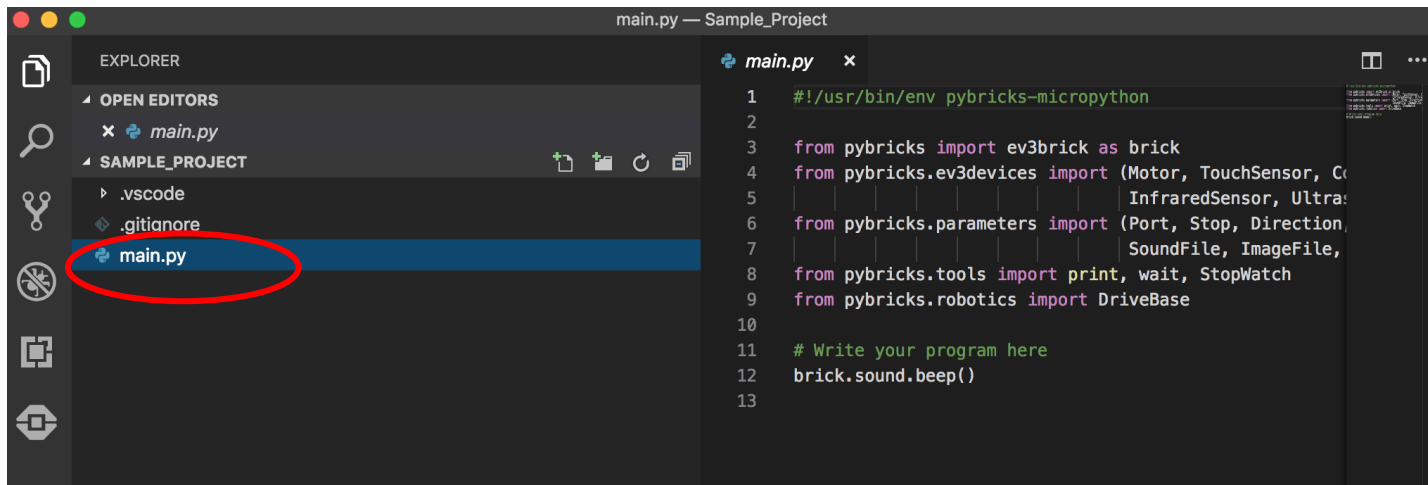 main.py — Sample_Project
EXPLORER
OPEN EDITORS
main.py
SAMPLE_PROJECT
.vscode
.gitignore
main.py
main.py
1 #!/usr/bin/env pybricks-micropython
2
3 from pybricks import ev3brick as brick
4 from pybricks.ev3devices import (Motor, TouchSensor,
5 InfraredSensor,
6 from pybricks.parameters import (Port, Stop, Direction,
7 SoundFile, ImageFile,
8 from pybricks.tools import print, wait, StopWatch
9 from pybricks.robotics import DriveBase
10
11 # Write your program here
12 brick.sound.beep()
13